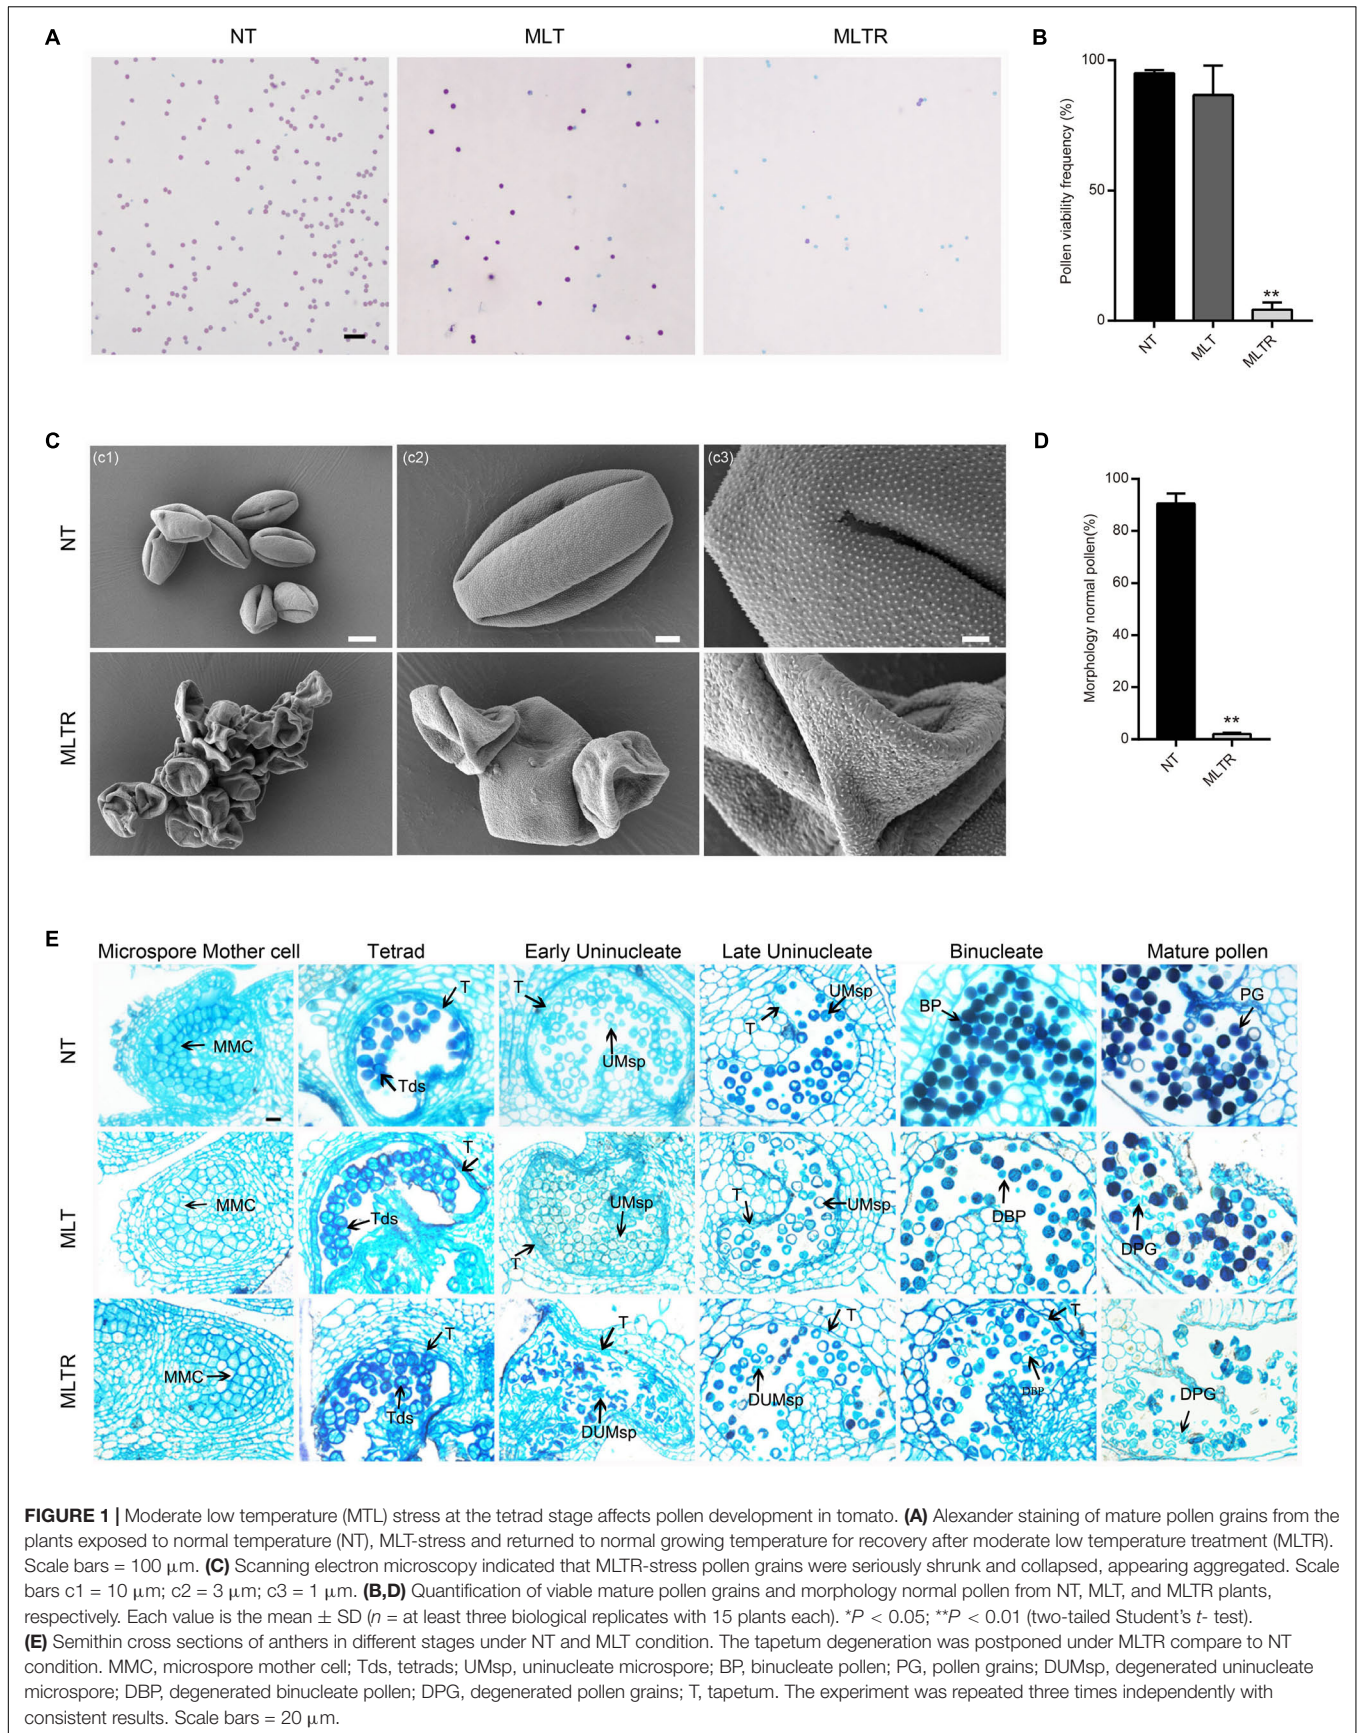 A
NT
MLT
MLTR
B
Pollen viability frequency (%)
100
50
0
**
NT
MLT
MLTR
C
NT
(c1)
(c2)
(c3)
MLTR
D
Morphology normal pollen(%)
100
80
60
40
20
0
**
NT
MLTR
E
Microspore Mother cell
Tetrad
Early Uninucleate
Late Uninucleate
Binucleate
Mature pollen
NT
MMC
T
Tds
T
UMsp
T
UMsp
BP
PG
MLT
MMC
T
Tds
UMsp
T
T
UMsp
DBP
DPG
MLTR
MMC
T
Tds
T
DUMsp
T
DUMsp
T
DBP
DPG
FIGURE 1 | Moderate low temperature (MTL) stress at the tetrad stage affects pollen development in tomato. (A) Alexander staining of mature pollen grains from the
plants exposed to normal temperature (NT), MLT-stress and returned to normal growing temperature for recovery after moderate low temperature treatment (MLTR).
Scale bars = 100 μm. (C) Scanning electron microscopy indicated that MLTR-stress pollen grains were seriously shrunk and collapsed, appearing aggregated. Scale
bars c1 = 10 μm; c2 = 3 μm; c3 = 1 μm. (B,D) Quantification of viable mature pollen grains and morphology normal pollen from NT, MLT, and MLTR plants,
respectively. Each value is the mean ± SD (n = at least three biological replicates with 15 plants each). *P < 0.05; **P < 0.01 (two-tailed Student's t- test).
(E) Semithin cross sections of anthers in different stages under NT and MLT condition. The tapetum degeneration was postponed under MLTR compare to NT
condition. MMC, microspore mother cell; Tds, tetrads; UMsp, uninucleate microspore; BP, binucleate pollen; PG, pollen grains; DUMsp, degenerated uninucleate
microspore; DBP, degenerated binucleate pollen; DPG, degenerated pollen grains; T, tapetum. The experiment was repeated three times independently with
consistent results. Scale bars = 20 μm.